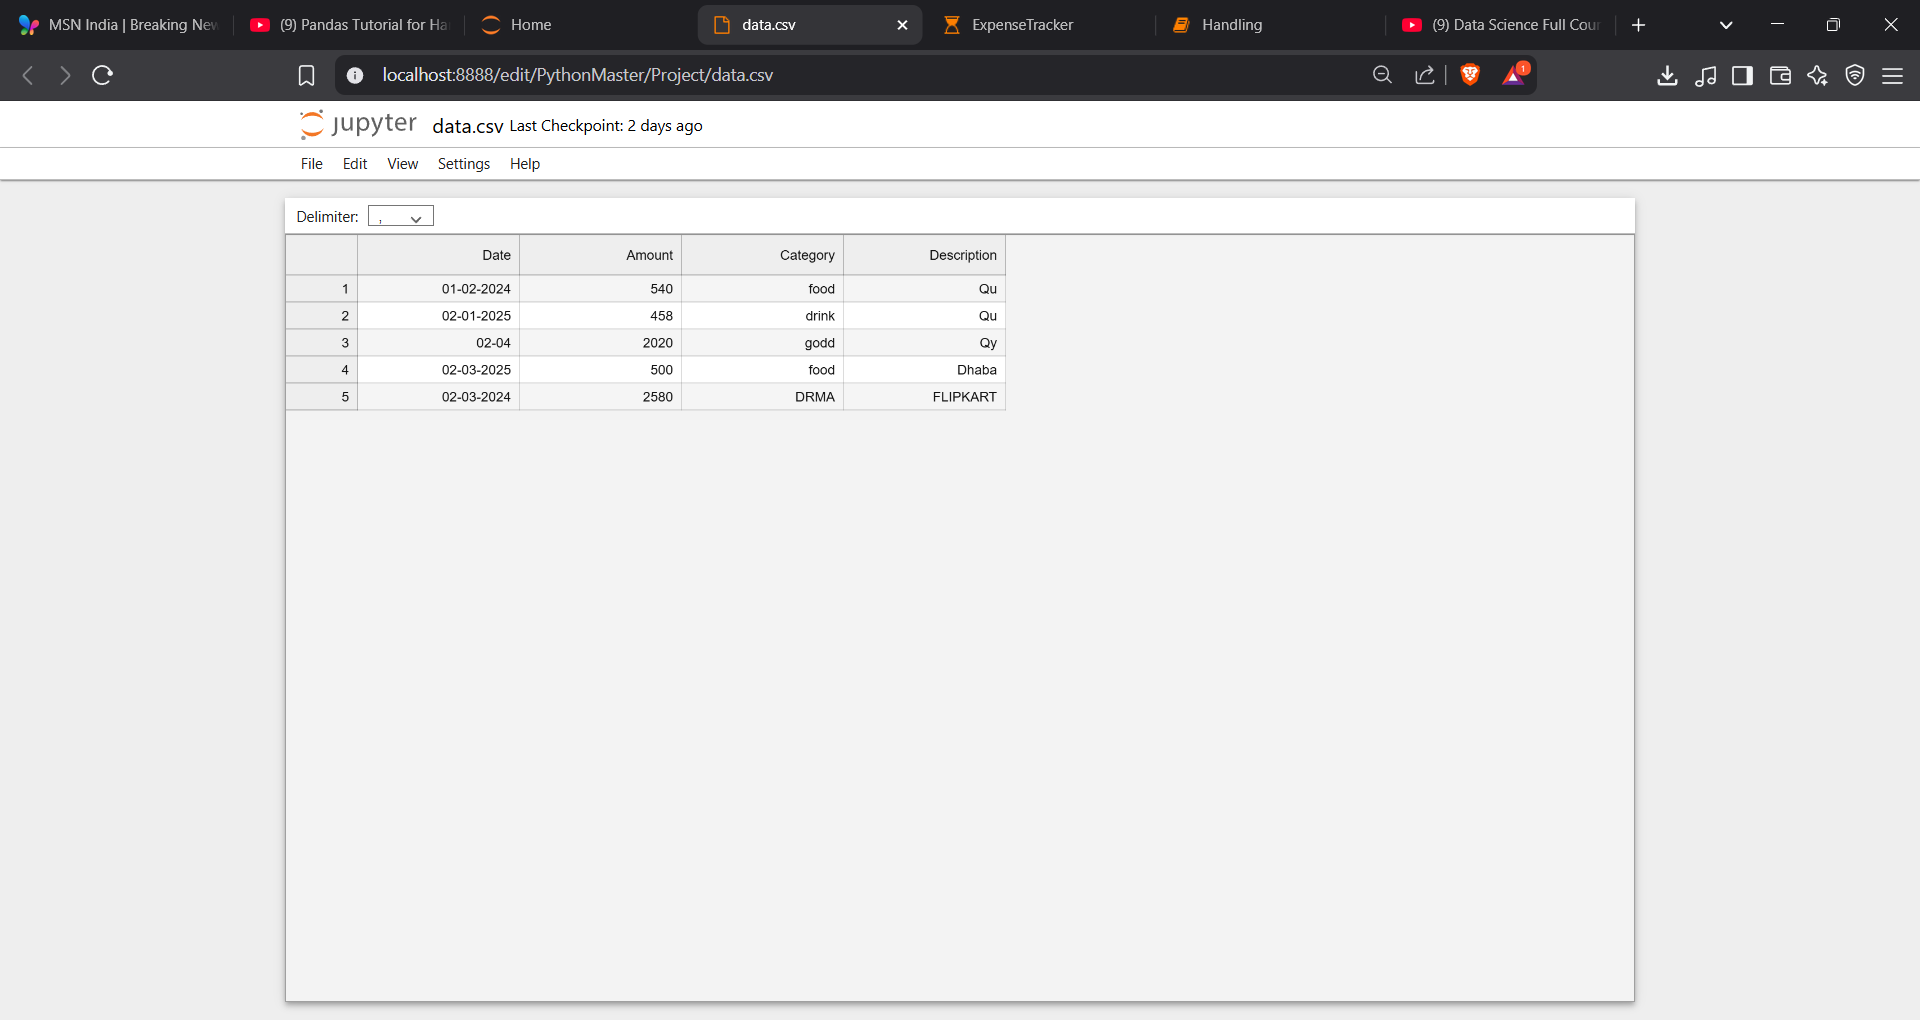 MSN India | Breaking New
(9) Pandas Tutorial for Ha
Home
data.csv
ExpenseTracker
Handling
(9) Data Science Full Cour
localhost:8888/edit/PythonMaster/Project/data.csv
1
jupyter data.csv Last Checkpoint: 2 days ago
File Edit View Settings Help
Delimiter: ,
Date Amount Category Description
1 01-02-2024 540 food Qu
2 02-01-2025 458 drink Qu
3 02-04 2020 godd Qy
4 02-03-2025 500 food Dhaba
5 02-03-2024 2580 DRMA FLIPKART